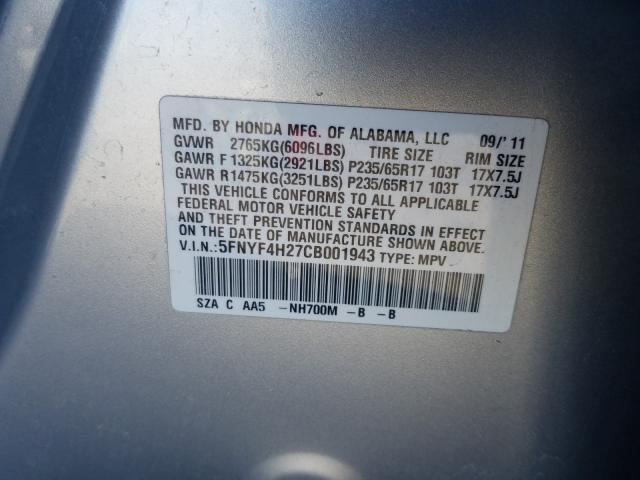 MFD. BY HONDA MFG. OF ALABAMA, LLC 09/'11
GVWR 2765KG(6096LBS) TIRE SIZE RIM SIZE
GAWR F 1325KG(2921LBS) P235/65R17 103T 17X7.5J
GAWR R 1475KG(3251LBS) P235/65R17 103T 17X7.5J
THIS VEHICLE CONFORMS TO ALL APPLICABLE
FEDERAL MOTOR VEHICLE SAFETY
AND THEFT PREVENTION STANDARDS IN EFFECT
ON THE DATE OF MANUFACTURE SHOWN ABOVE.
V.I.N.:5FNYF4H27CB001943 TYPE: MPV
SZA C AA5 -NH700M -B -B